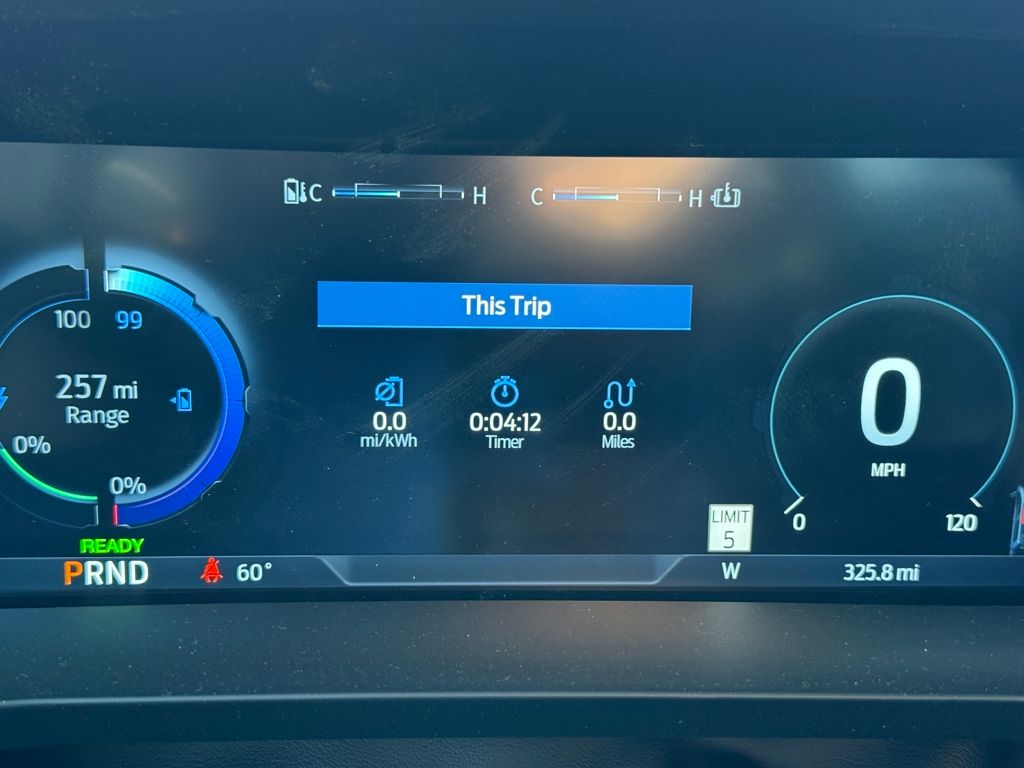 C H C H
This Trip
100 99
257 mi
Range
0%
0%
0.0 0:04:12 0.0
mi/kWh Timer Miles
0
MPH
0 120
LIMIT
5
READY
PRND 60° W 325.8 mi